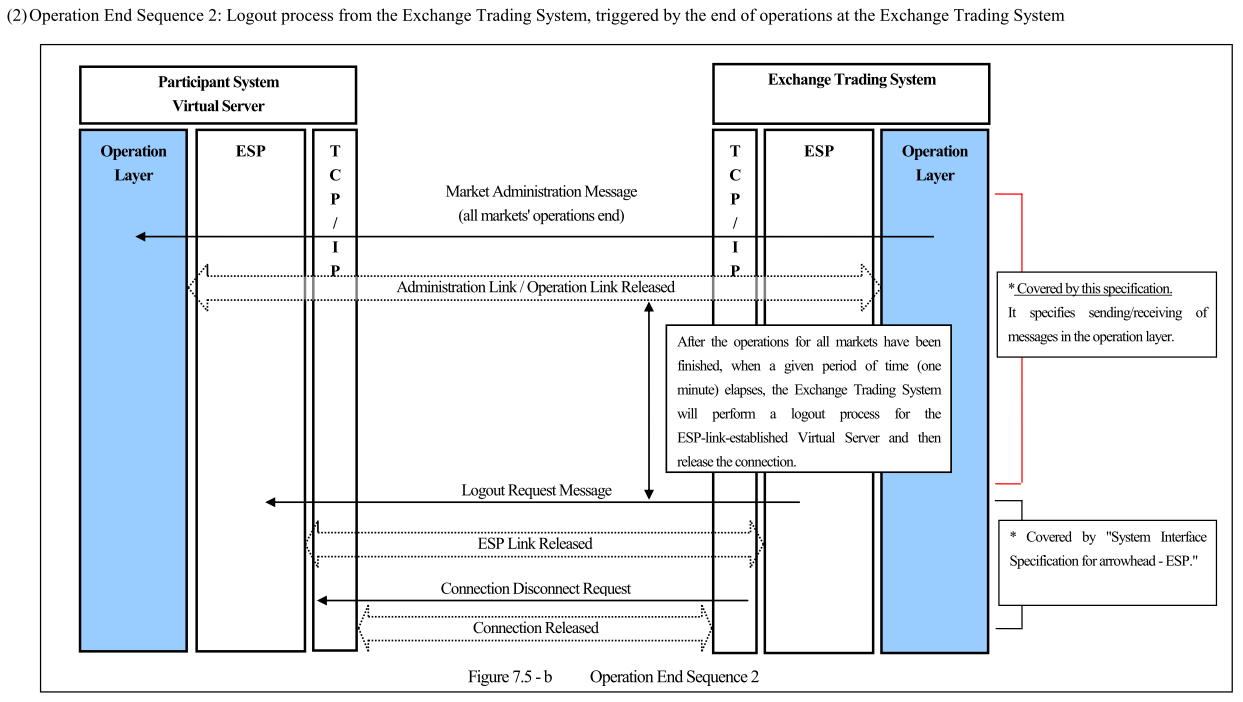 (2) Operation End Sequence 2: Logout process from the Exchange Trading System, triggered by the end of operations at the Exchange Trading System
Participant System
Virtual Server
Exchange Trading System
Operation
Layer
ESP
T
C
P
/
I
P
T
C
P
/
I
P
ESP
Operation
Layer
Market Administration Message
(all markets' operations end)
Administration Link / Operation Link Released
* Covered by this specification.
It specifies sending/receiving of
messages in the operation layer.
After the operations for all markets have been
finished, when a given period of time (one
minute) elapses, the Exchange Trading System
will perform a logout process for the
ESP-link-established Virtual Server and then
release the connection.
Logout Request Message
ESP Link Released
* Covered by "System Interface
Specification for arrowhead - ESP."
Connection Disconnect Request
Connection Released
Figure 7.5 - b Operation End Sequence 2